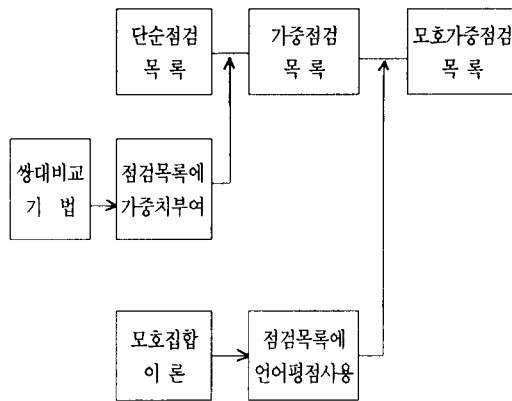 단순점검
목 록
가중점검
목 록
모호가중점검
목 록
쌍대비교
기 법
점검목록에
가중치부여
모호집합
이 론
점검목록에
언어평점사용